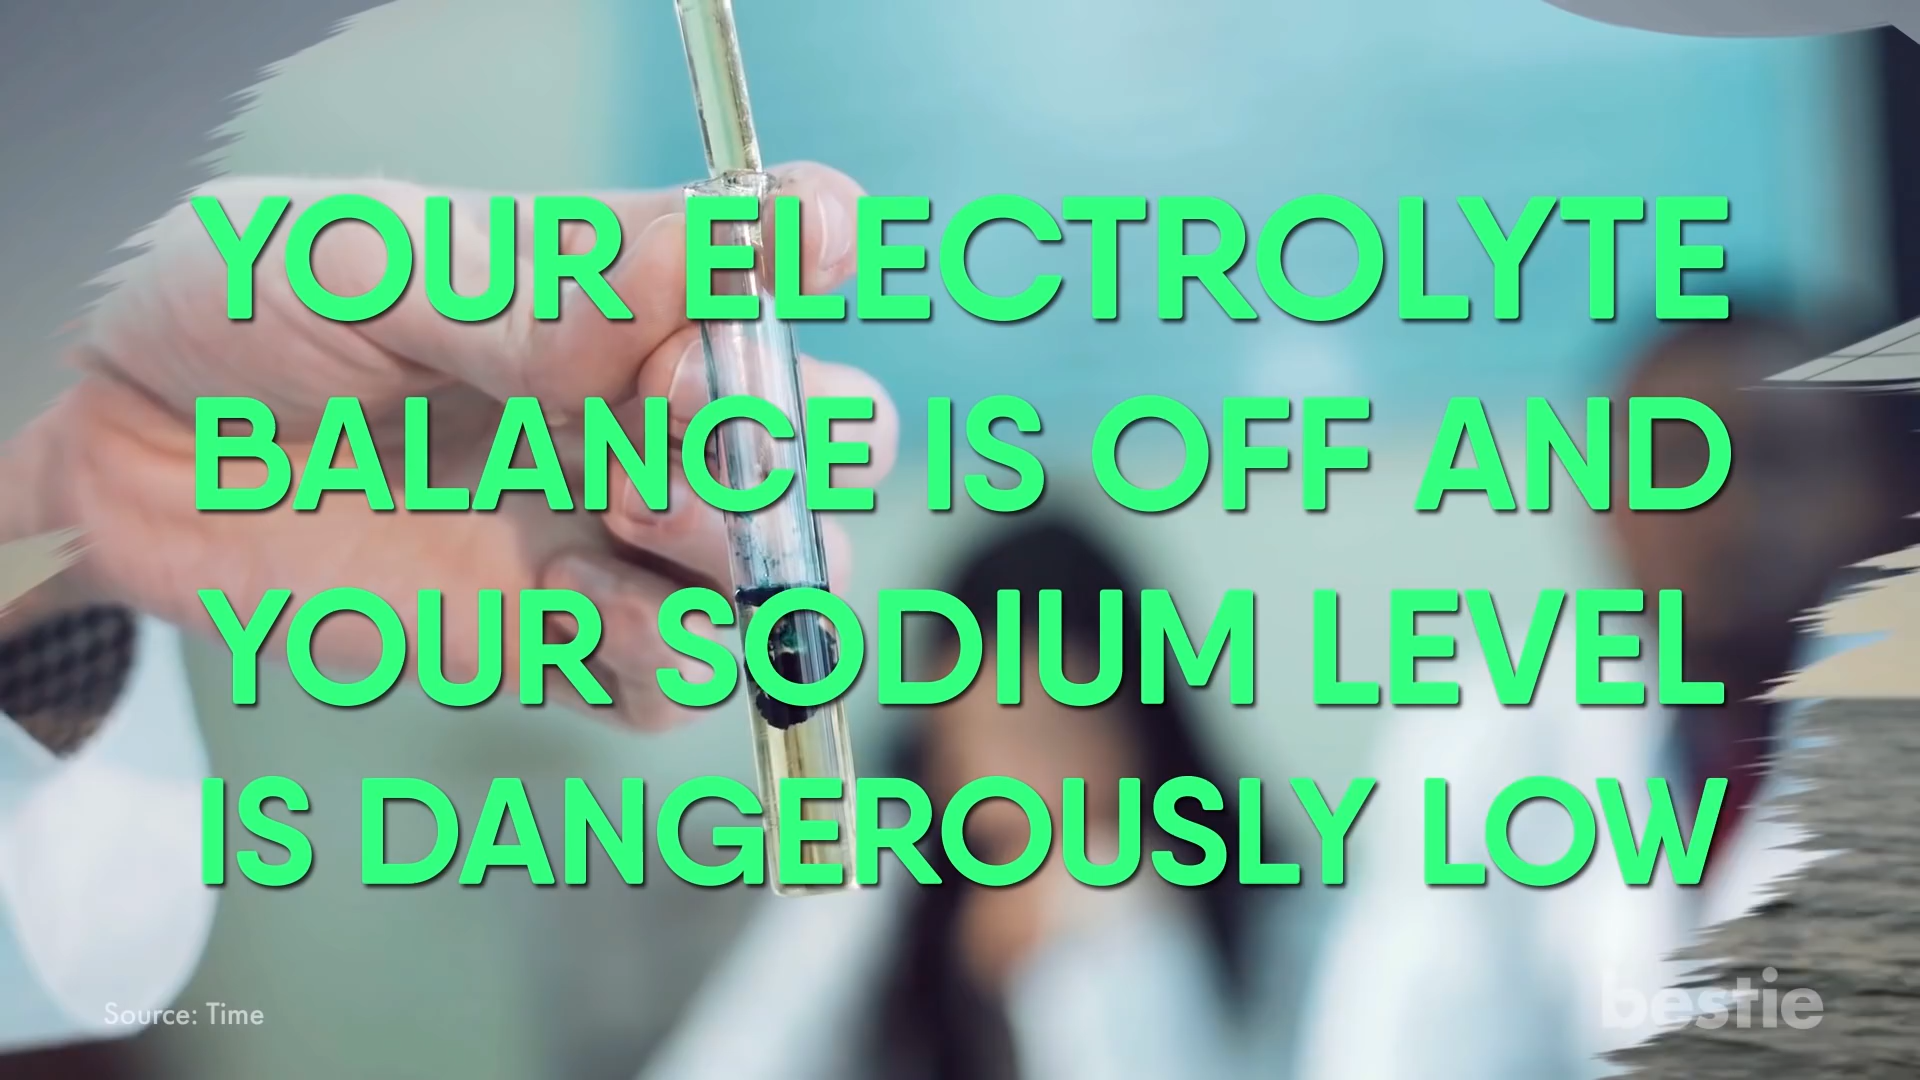 YOUR ELECTROLYTE
BALANCE IS OFF AND
YOUR SODIUM LEVEL
IS DANGEROUSLY LOW
Source: Time
bestie